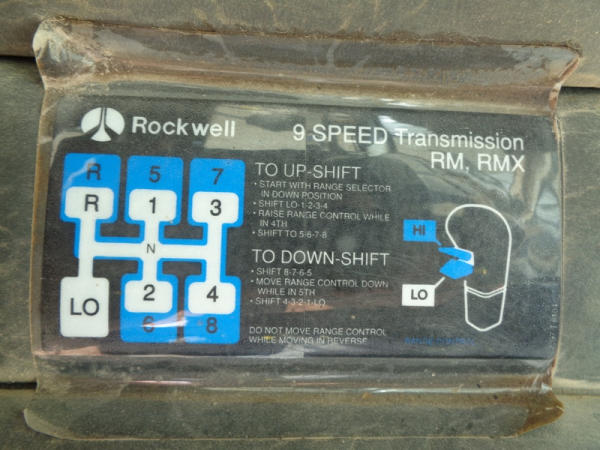 Rockwell
9 SPEED Transmission
RM, RMX
R 5 7
R 1 3
N
LO 2 4
6 8
TO UP-SHIFT
• START WITH RANGE SELECTOR
IN DOWN POSITION
• SHIFT LO-1-2-3-4
• RAISE RANGE CONTROL WHILE
IN 4TH
• SHIFT TO 5-6-7-8
TO DOWN-SHIFT
• SHIFT 8-7-6-5
• MOVE RANGE CONTROL DOWN
WHILE IN 5TH
• SHIFT 4-3-2-1-LO
DO NOT MOVE RANGE CONTROL
WHILE MOVING IN REVERSE
HI
LO
RANGE CONTROL